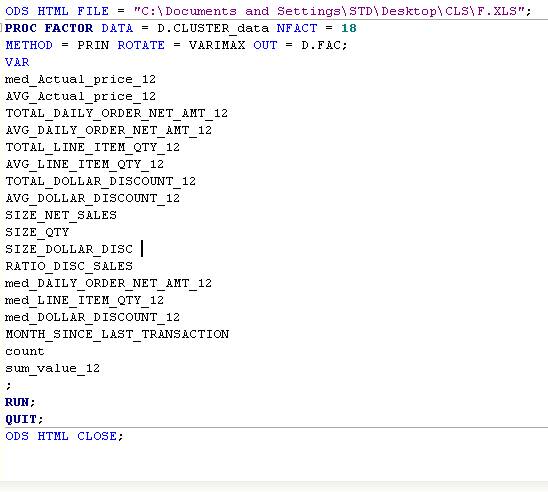 ODS HTML FILE = "C:\Documents and Settings\STD\Desktop\CLS\F.XLS";
PROC FACTOR DATA = D.CLUSTER_data NFACT = 18
METHOD = PRIN ROTATE = VARIMAX OUT = D.FAC;
VAR
med_Actual_price_12
AVG_Actual_price_12
TOTAL_DAILY_ORDER_NET_AMT_12
AVG_DAILY_ORDER_NET_AMT_12
TOTAL_LINE_ITEM_QTY_12
AVG_LINE_ITEM_QTY_12
TOTAL_DOLLAR_DISCOUNT_12
AVG_DOLLAR_DISCOUNT_12
SIZE_NET_SALES
SIZE_QTY
SIZE_DOLLAR_DISC
RATIO_DISC_SALES
med_DAILY_ORDER_NET_AMT_12
med_LINE_ITEM_QTY_12
med_DOLLAR_DISCOUNT_12
MONTH_SINCE_LAST_TRANSACTION
count
sum_value_12
;
RUN;
QUIT;
ODS HTML CLOSE;